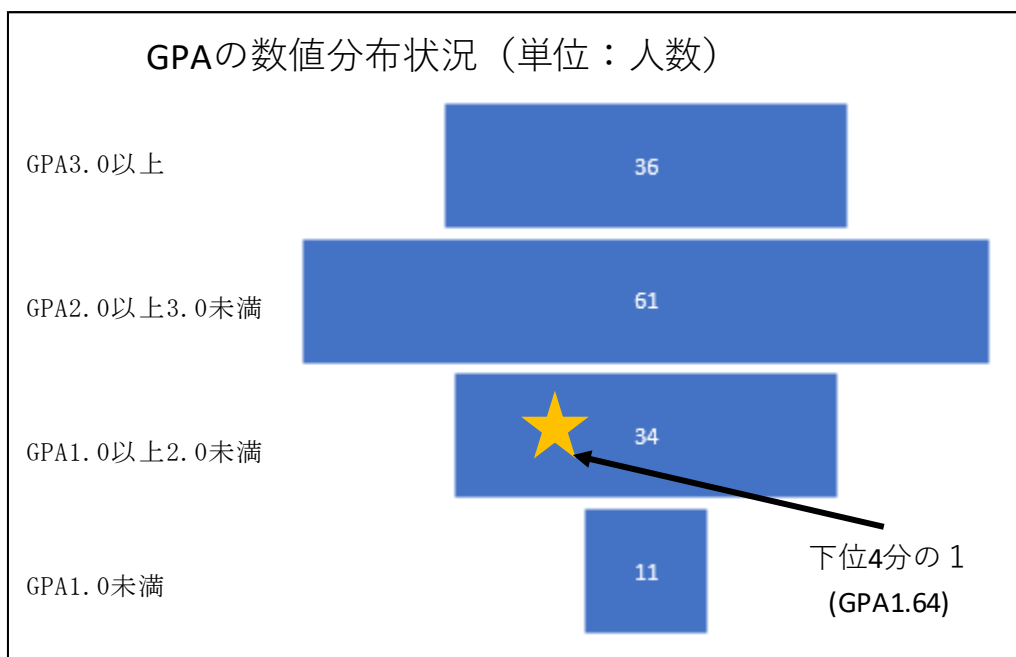 GPAの数値分布状況（単位：人数）
GPA3.0以上
36
GPA2.0以上3.0未満
61
GPA1.0以上2.0未満
34
GPA1.0未満
11
下位4分の１
(GPA1.64)